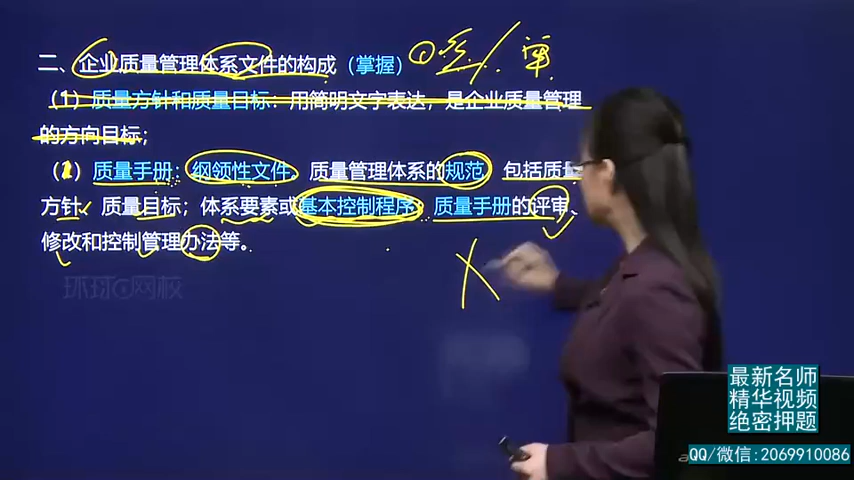 二、企业质量管理体系文件的构成（掌握）
（1）质量方针和质量目标：用简明文字表达，是企业质量管理
的方向目标；
质量手册：纲领性文件，质量管理体系的规范，包括质量
方针，质量目标；体系要素或基本控制程序；质量手册的评审、
修改和控制管理办法等。
环球@网校
最新名师
精华视频
绝密押题
QQ/微信:2069910086